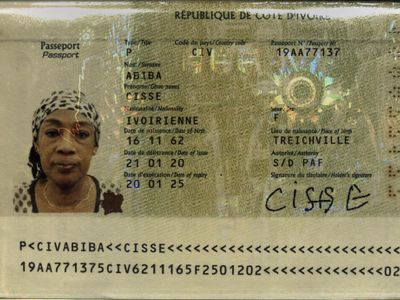 RÉPUBLIQUE DE CÔTE D'IVOIRE
Passeport Type/Type Code du pays/Country code Passeport N°/Passport Nr
Passport P CIV 19AA77137
Nom/Surname
ABIBA
Prénoms/Given names
CISSE
Nationalité/Nationality Sexe/Sex
IVOIRIENNE F
Date de naissance/Date of birth Lieu de naissance/Place of birth
16 11 62 TREICHVILLE
Date de délivrance/Date of issue Autorité/Authority
21 01 20 S/D PAF
Date d'expiration/Date of expiry Signature du titulaire/Holder's signature
20 01 25 CISSE
P<CIVABIBA<<CISSE<<<<<<<<<<<<<<<<<<<<<<<<<<<
19AA771375CIV6211165F2501202<<<<<<<<<<<<<<02